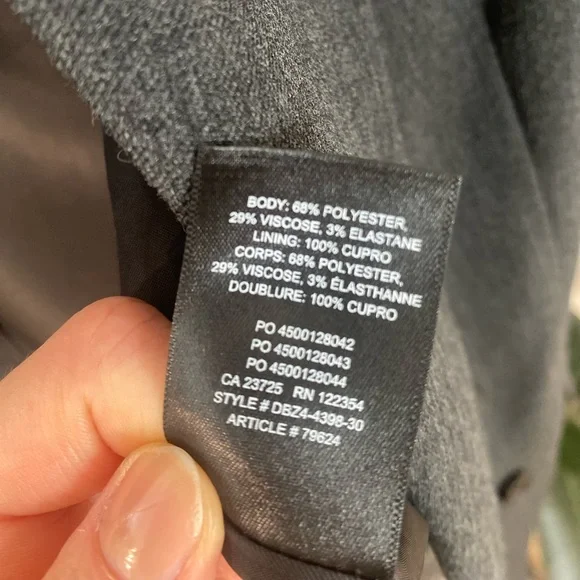 BODY: 68% POLYESTER,
29% VISCOSE, 3% ELASTANE
LINING: 100% CUPRO
CORPS: 68% POLYESTER,
29% VISCOSE, 3% ÉLASTHANNE
DOUBLURE: 100% CUPRO
PO 4500128042
PO 4500128043
PO 4500128044
CA 23725 RN 122354
STYLE # DBZ4-4398-30
ARTICLE # 79624